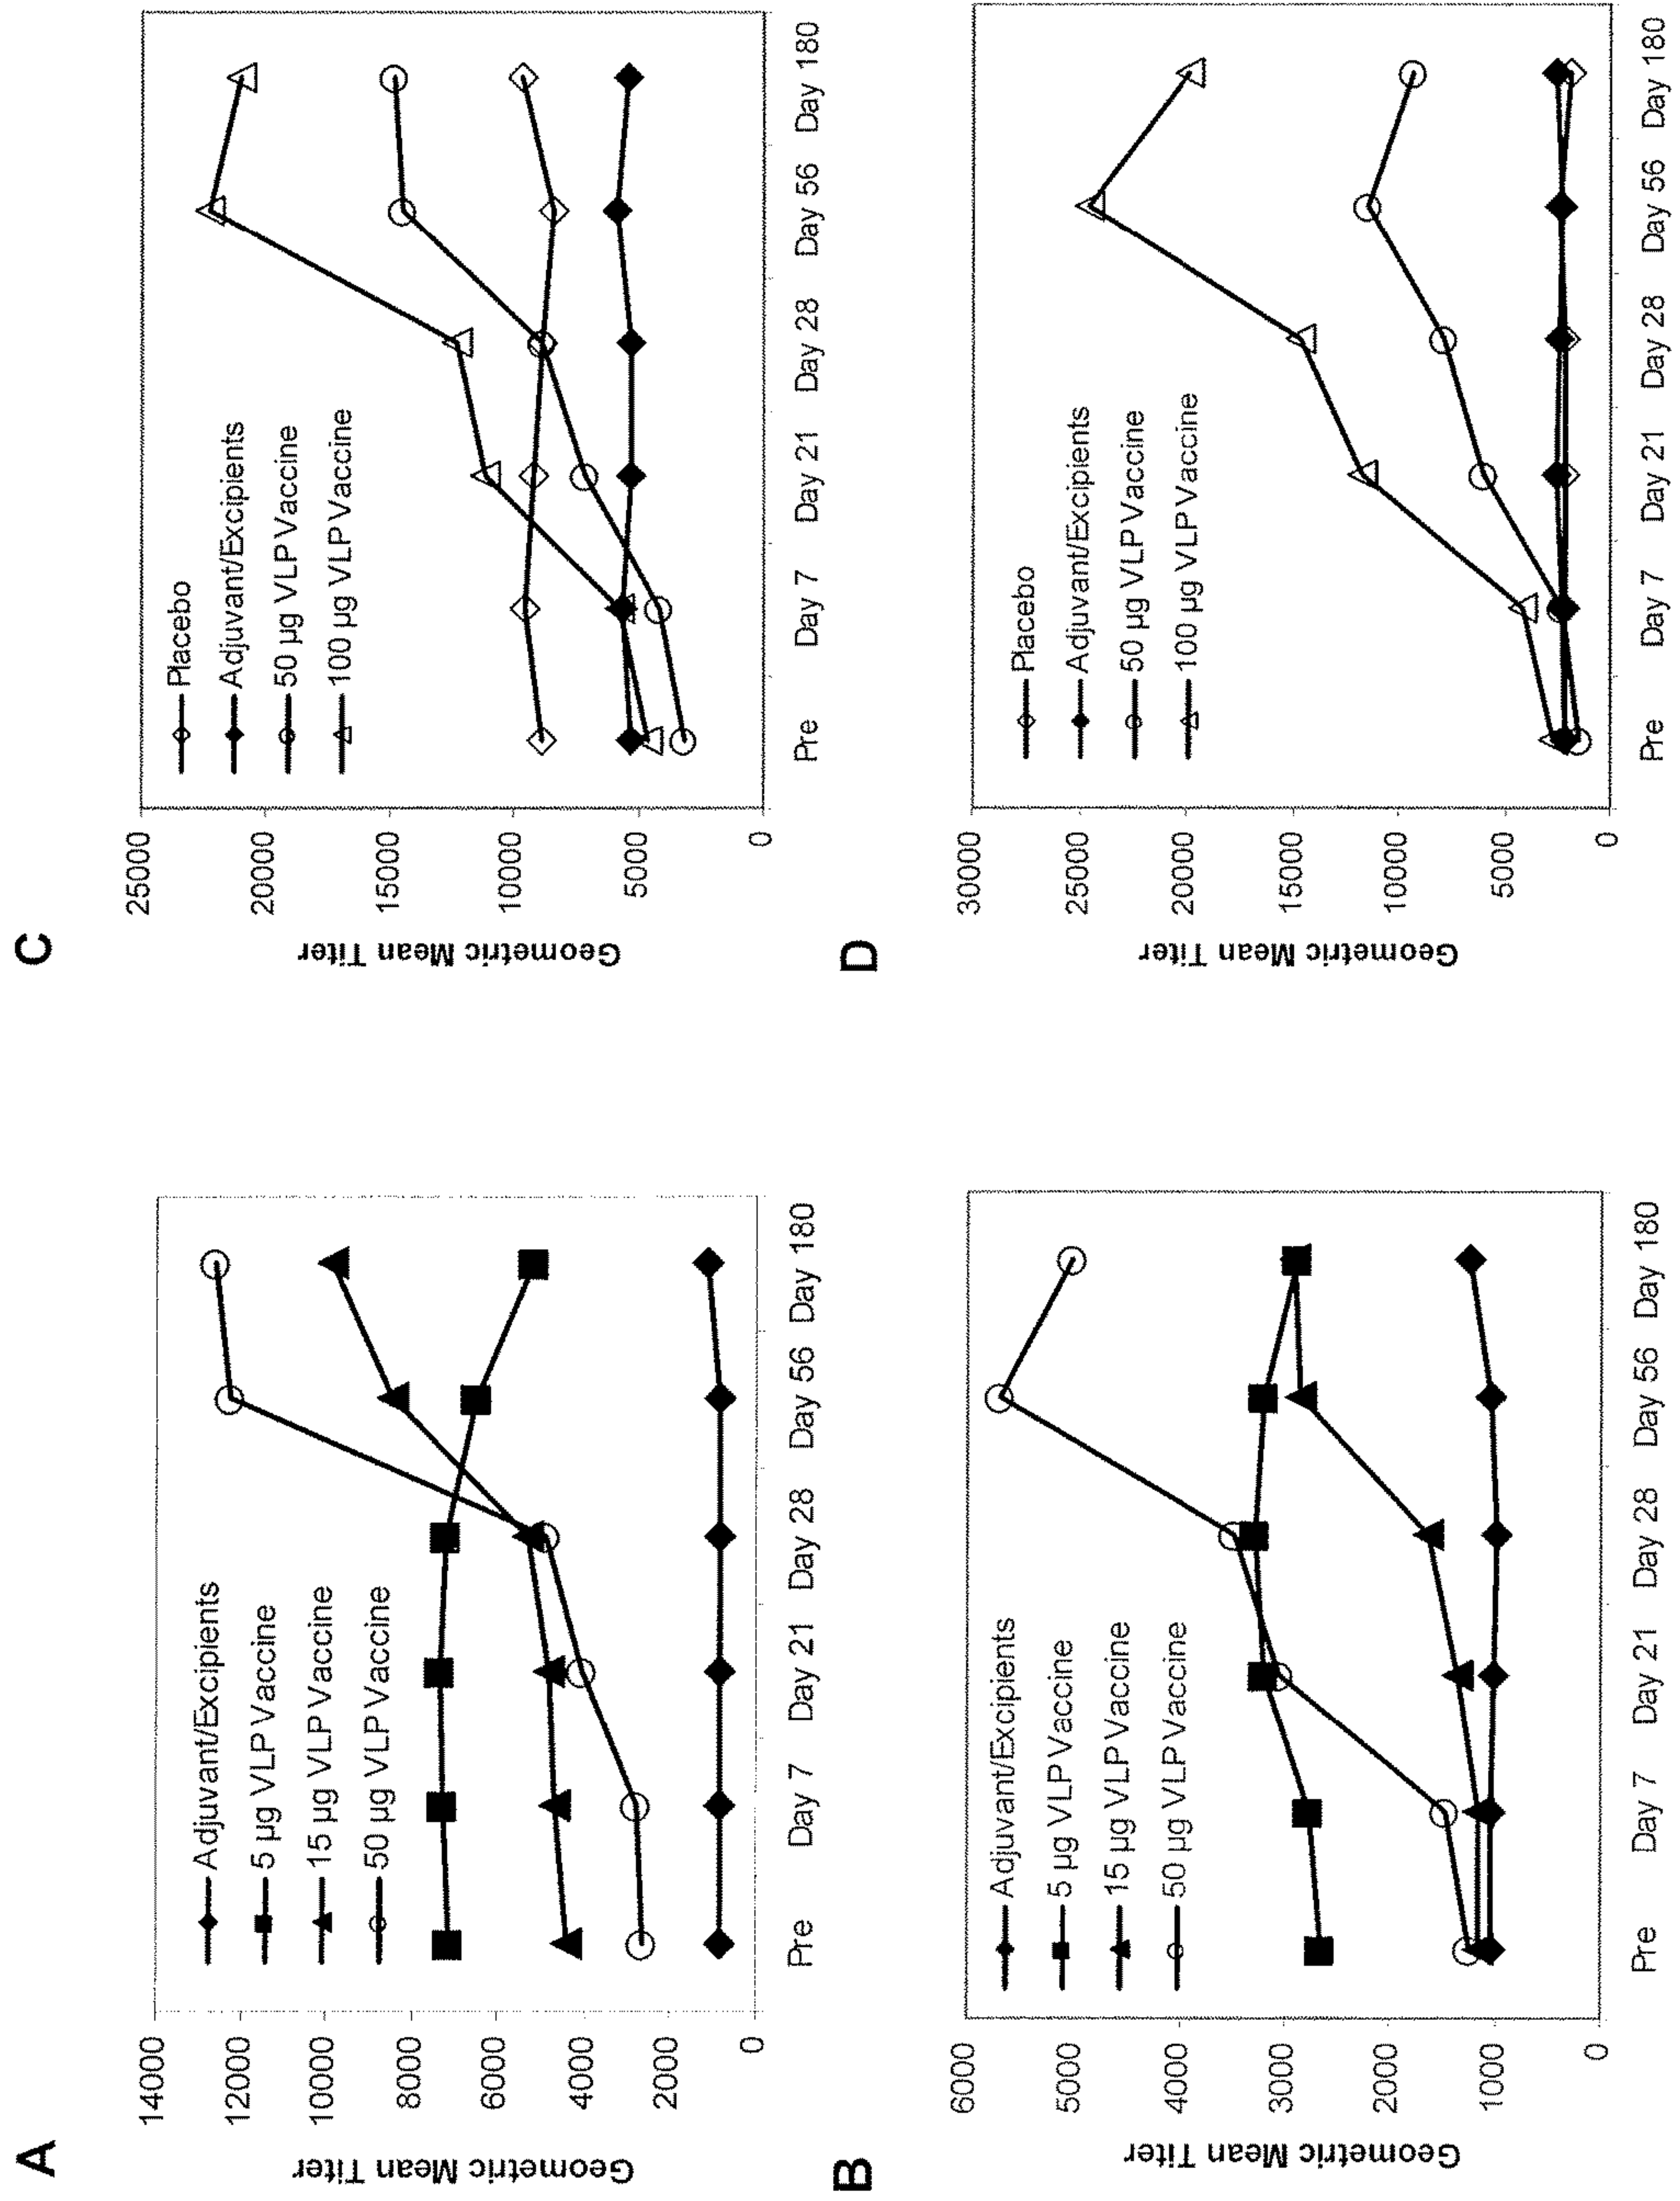 A
Geometric Mean Titer
14000
12000
10000
8000
6000
4000
2000
0
Adjuvant/Excipients
5 µg VLP Vaccine
15 µg VLP Vaccine
50 µg VLP Vaccine
Pre Day 7 Day 21 Day 28 Day 56 Day 180
B
Geometric Mean Titer
6000
5000
4000
3000
2000
1000
0
Adjuvant/Excipients
5 µg VLP Vaccine
15 µg VLP Vaccine
50 µg VLP Vaccine
Pre Day 7 Day 21 Day 28 Day 56 Day 180
C
Geometric Mean Titer
25000
20000
15000
10000
5000
0
Placebo
Adjuvant/Excipients
50 µg VLP Vaccine
100 µg VLP Vaccine
Pre Day 7 Day 21 Day 28 Day 56 Day 180
D
Geometric Mean Titer
30000
25000
20000
15000
10000
5000
0
Placebo
Adjuvant/Excipients
50 µg VLP Vaccine
100 µg VLP Vaccine
Pre Day 7 Day 21 Day 28 Day 56 Day 180